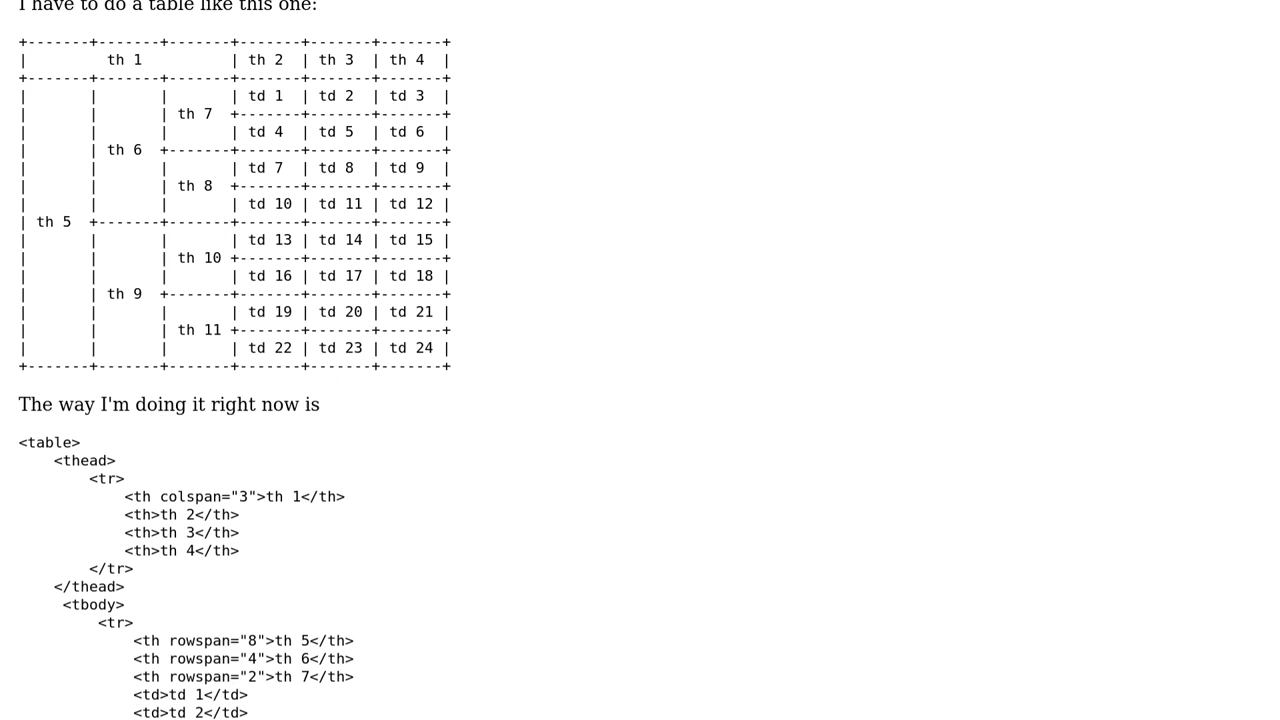 I have to do a table like this one:
+-------+-------+-------+-------+-------+-------+
|         th 1          | th 2  | th 3  | th 4  |
+-------+-------+-------+-------+-------+-------+
|       |       |       | td 1  | td 2  | td 3  |
|       |       | th 7  +-------+-------+-------+
|       |       |       | td 4  | td 5  | td 6  |
|       | th 6  +-------+-------+-------+-------+
|       |       |       | td 7  | td 8  | td 9  |
|       |       | th 8  +-------+-------+-------+
|       |       |       | td 10 | td 11 | td 12 |
| th 5  +-------+-------+-------+-------+-------+
|       |       |       | td 13 | td 14 | td 15 |
|       |       | th 10 +-------+-------+-------+
|       |       |       | td 16 | td 17 | td 18 |
|       | th 9  +-------+-------+-------+-------+
|       |       |       | td 19 | td 20 | td 21 |
|       |       | th 11 +-------+-------+-------+
|       |       |       | td 22 | td 23 | td 24 |
+-------+-------+-------+-------+-------+-------+
The way I'm doing it right now is
<table>
    <thead>
        <tr>
            <th colspan="3">th 1</th>
            <th>th 2</th>
            <th>th 3</th>
            <th>th 4</th>
        </tr>
    </thead>
     <tbody>
         <tr>
             <th rowspan="8">th 5</th>
             <th rowspan="4">th 6</th>
             <th rowspan="2">th 7</th>
             <td>td 1</td>
             <td>td 2</td>